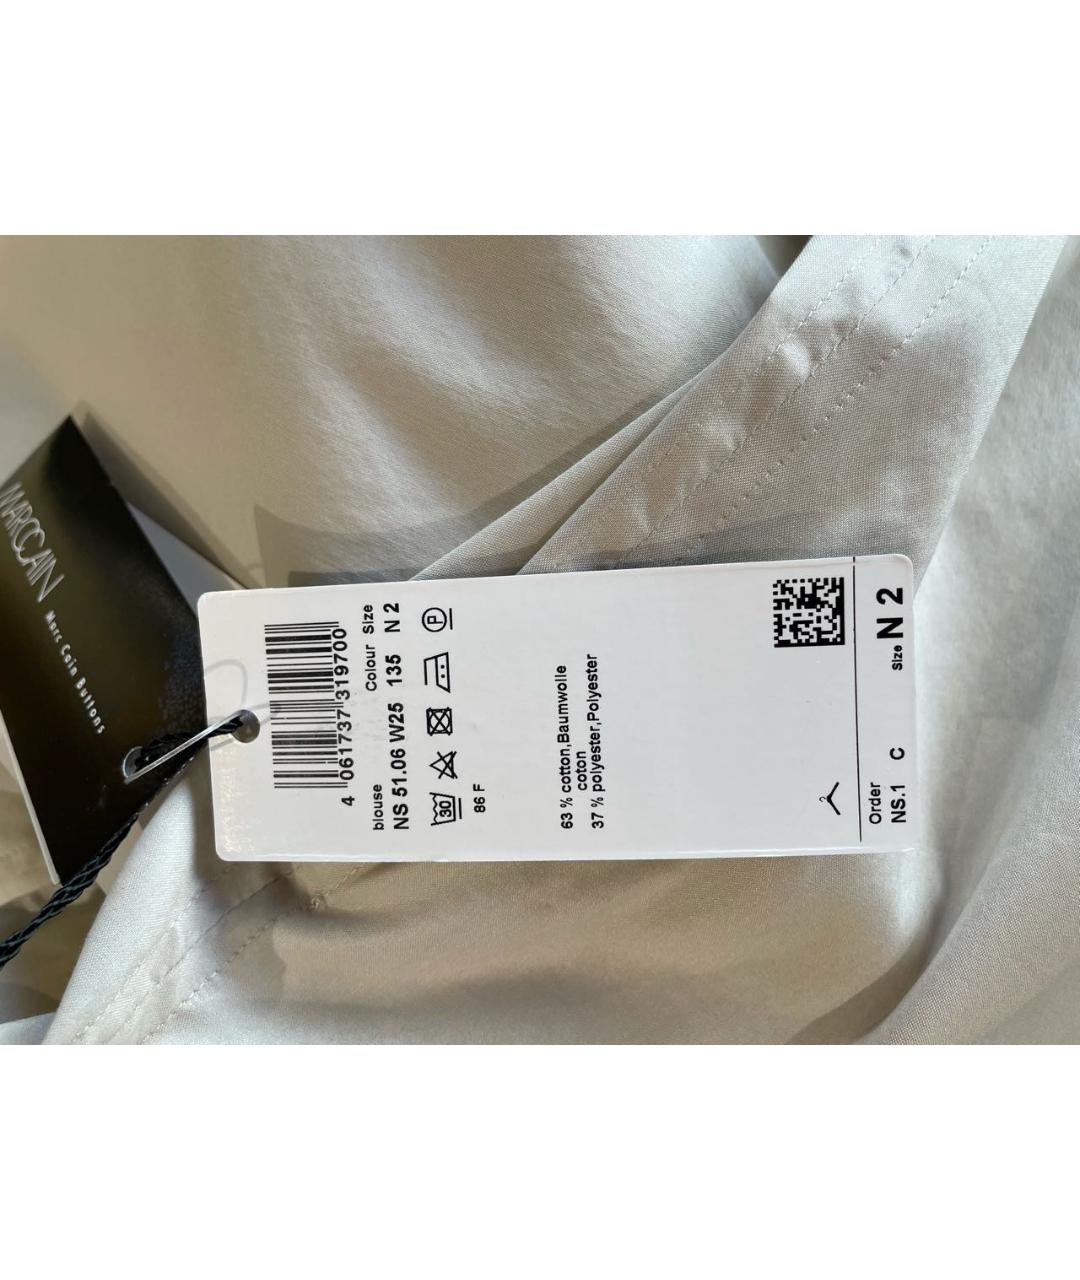 MARCCAIN
Marc Cain Buttons
4 061737 319700
blouse Colour Size
NS 51.06 W25 135 N 2
30 P
86 F
63 % cotton,Baumwolle
coton
37 % polyester,Polyester
Order Size
NS.1 C N 2